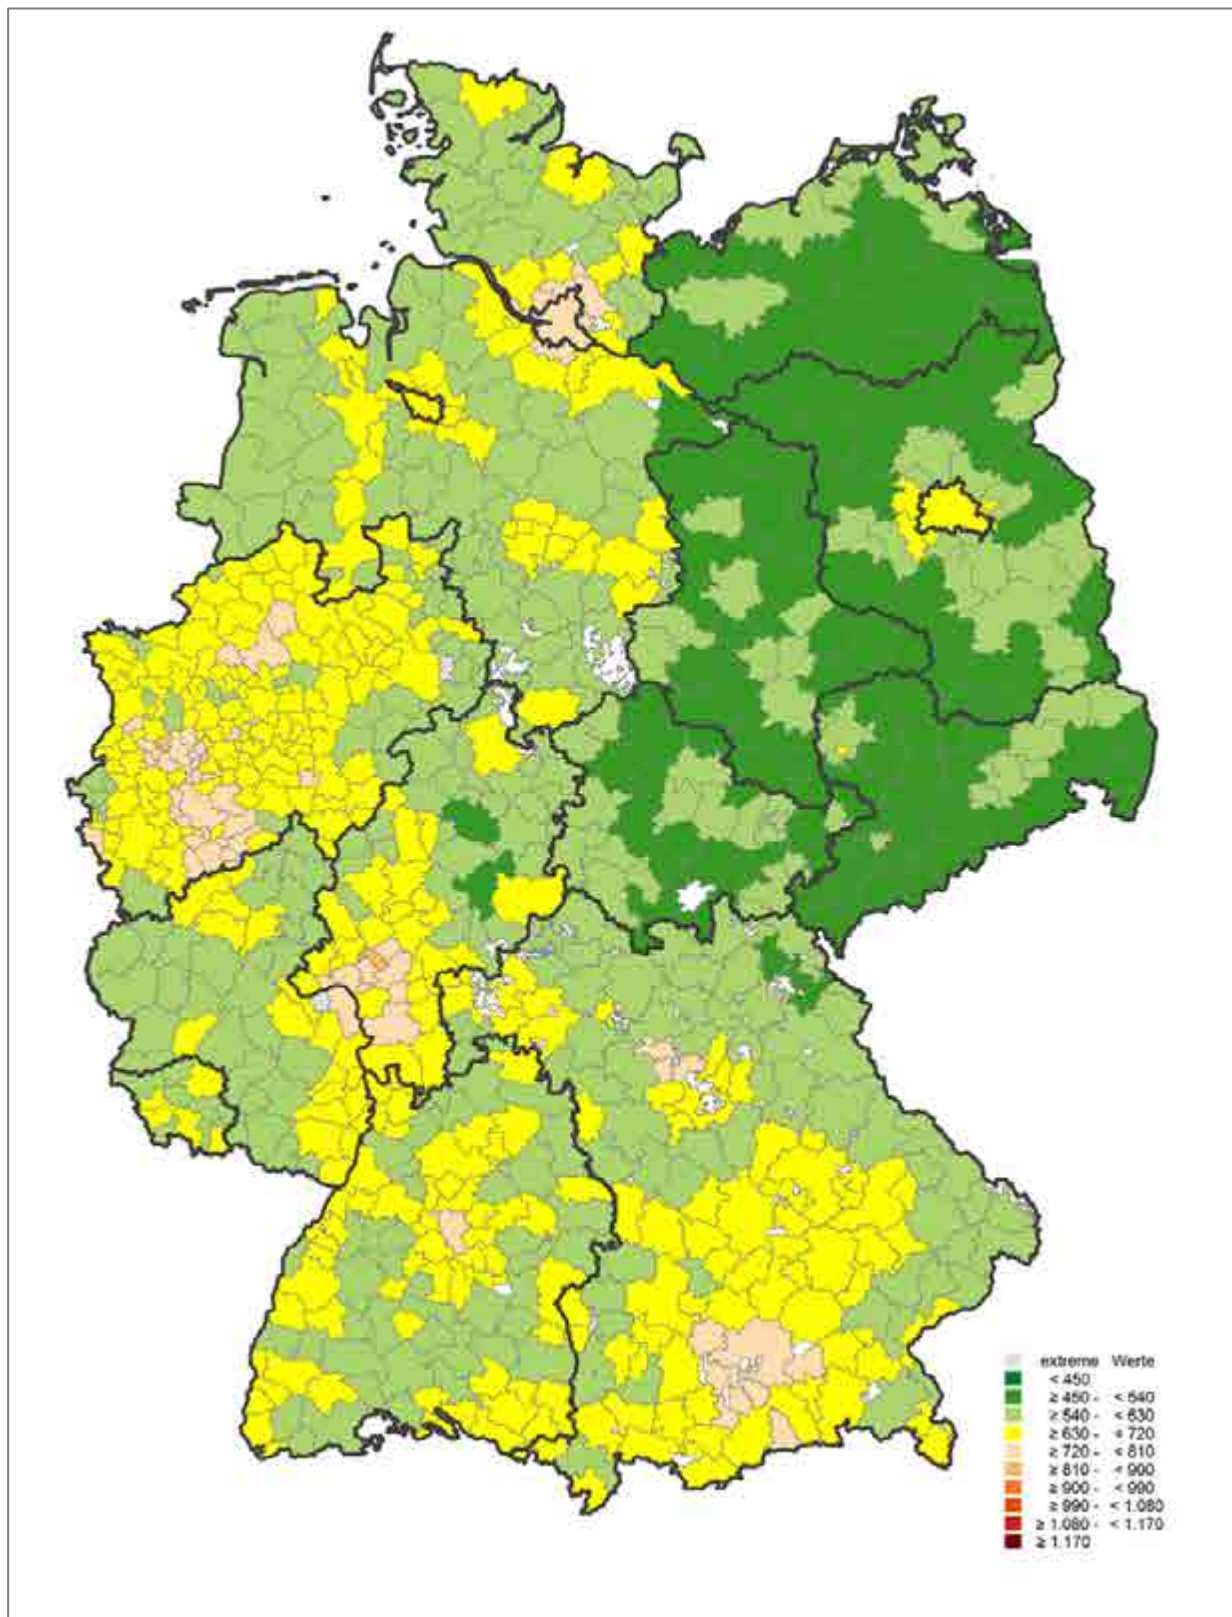 extreme Werte
< 450
≥ 450 - < 540
≥ 540 - < 630
≥ 630 - < 720
≥ 720 - < 810
≥ 810 - < 900
≥ 900 - < 990
≥ 990 - < 1.080
≥ 1.080 - < 1.170
≥ 1.170